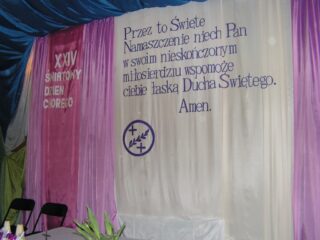 XXIV
ŚWIATOWY
DZIEŃ
CHOREGO
Przez to Święte
Namaszczenie niech Pan
w swoim nieskończonym
miłosierdziu wspomoże
ciebie łaską Ducha Świętego.
Amen.